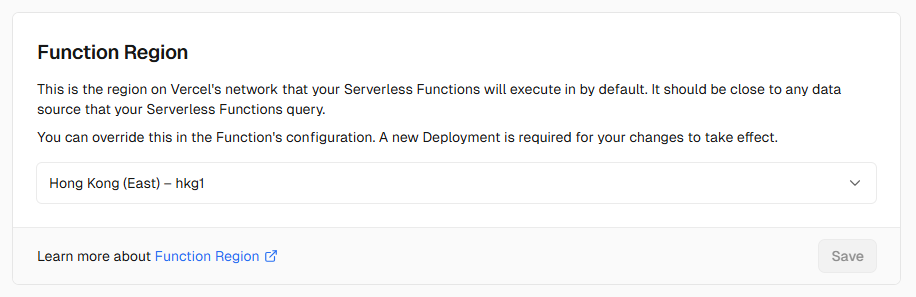 Function Region
This is the region on Vercel's network that your Serverless Functions will execute in by default. It should be close to any data
source that your Serverless Functions query.
You can override this in the Function's configuration. A new Deployment is required for your changes to take effect.
Hong Kong (East) – hkg1
Learn more about Function Region
Save